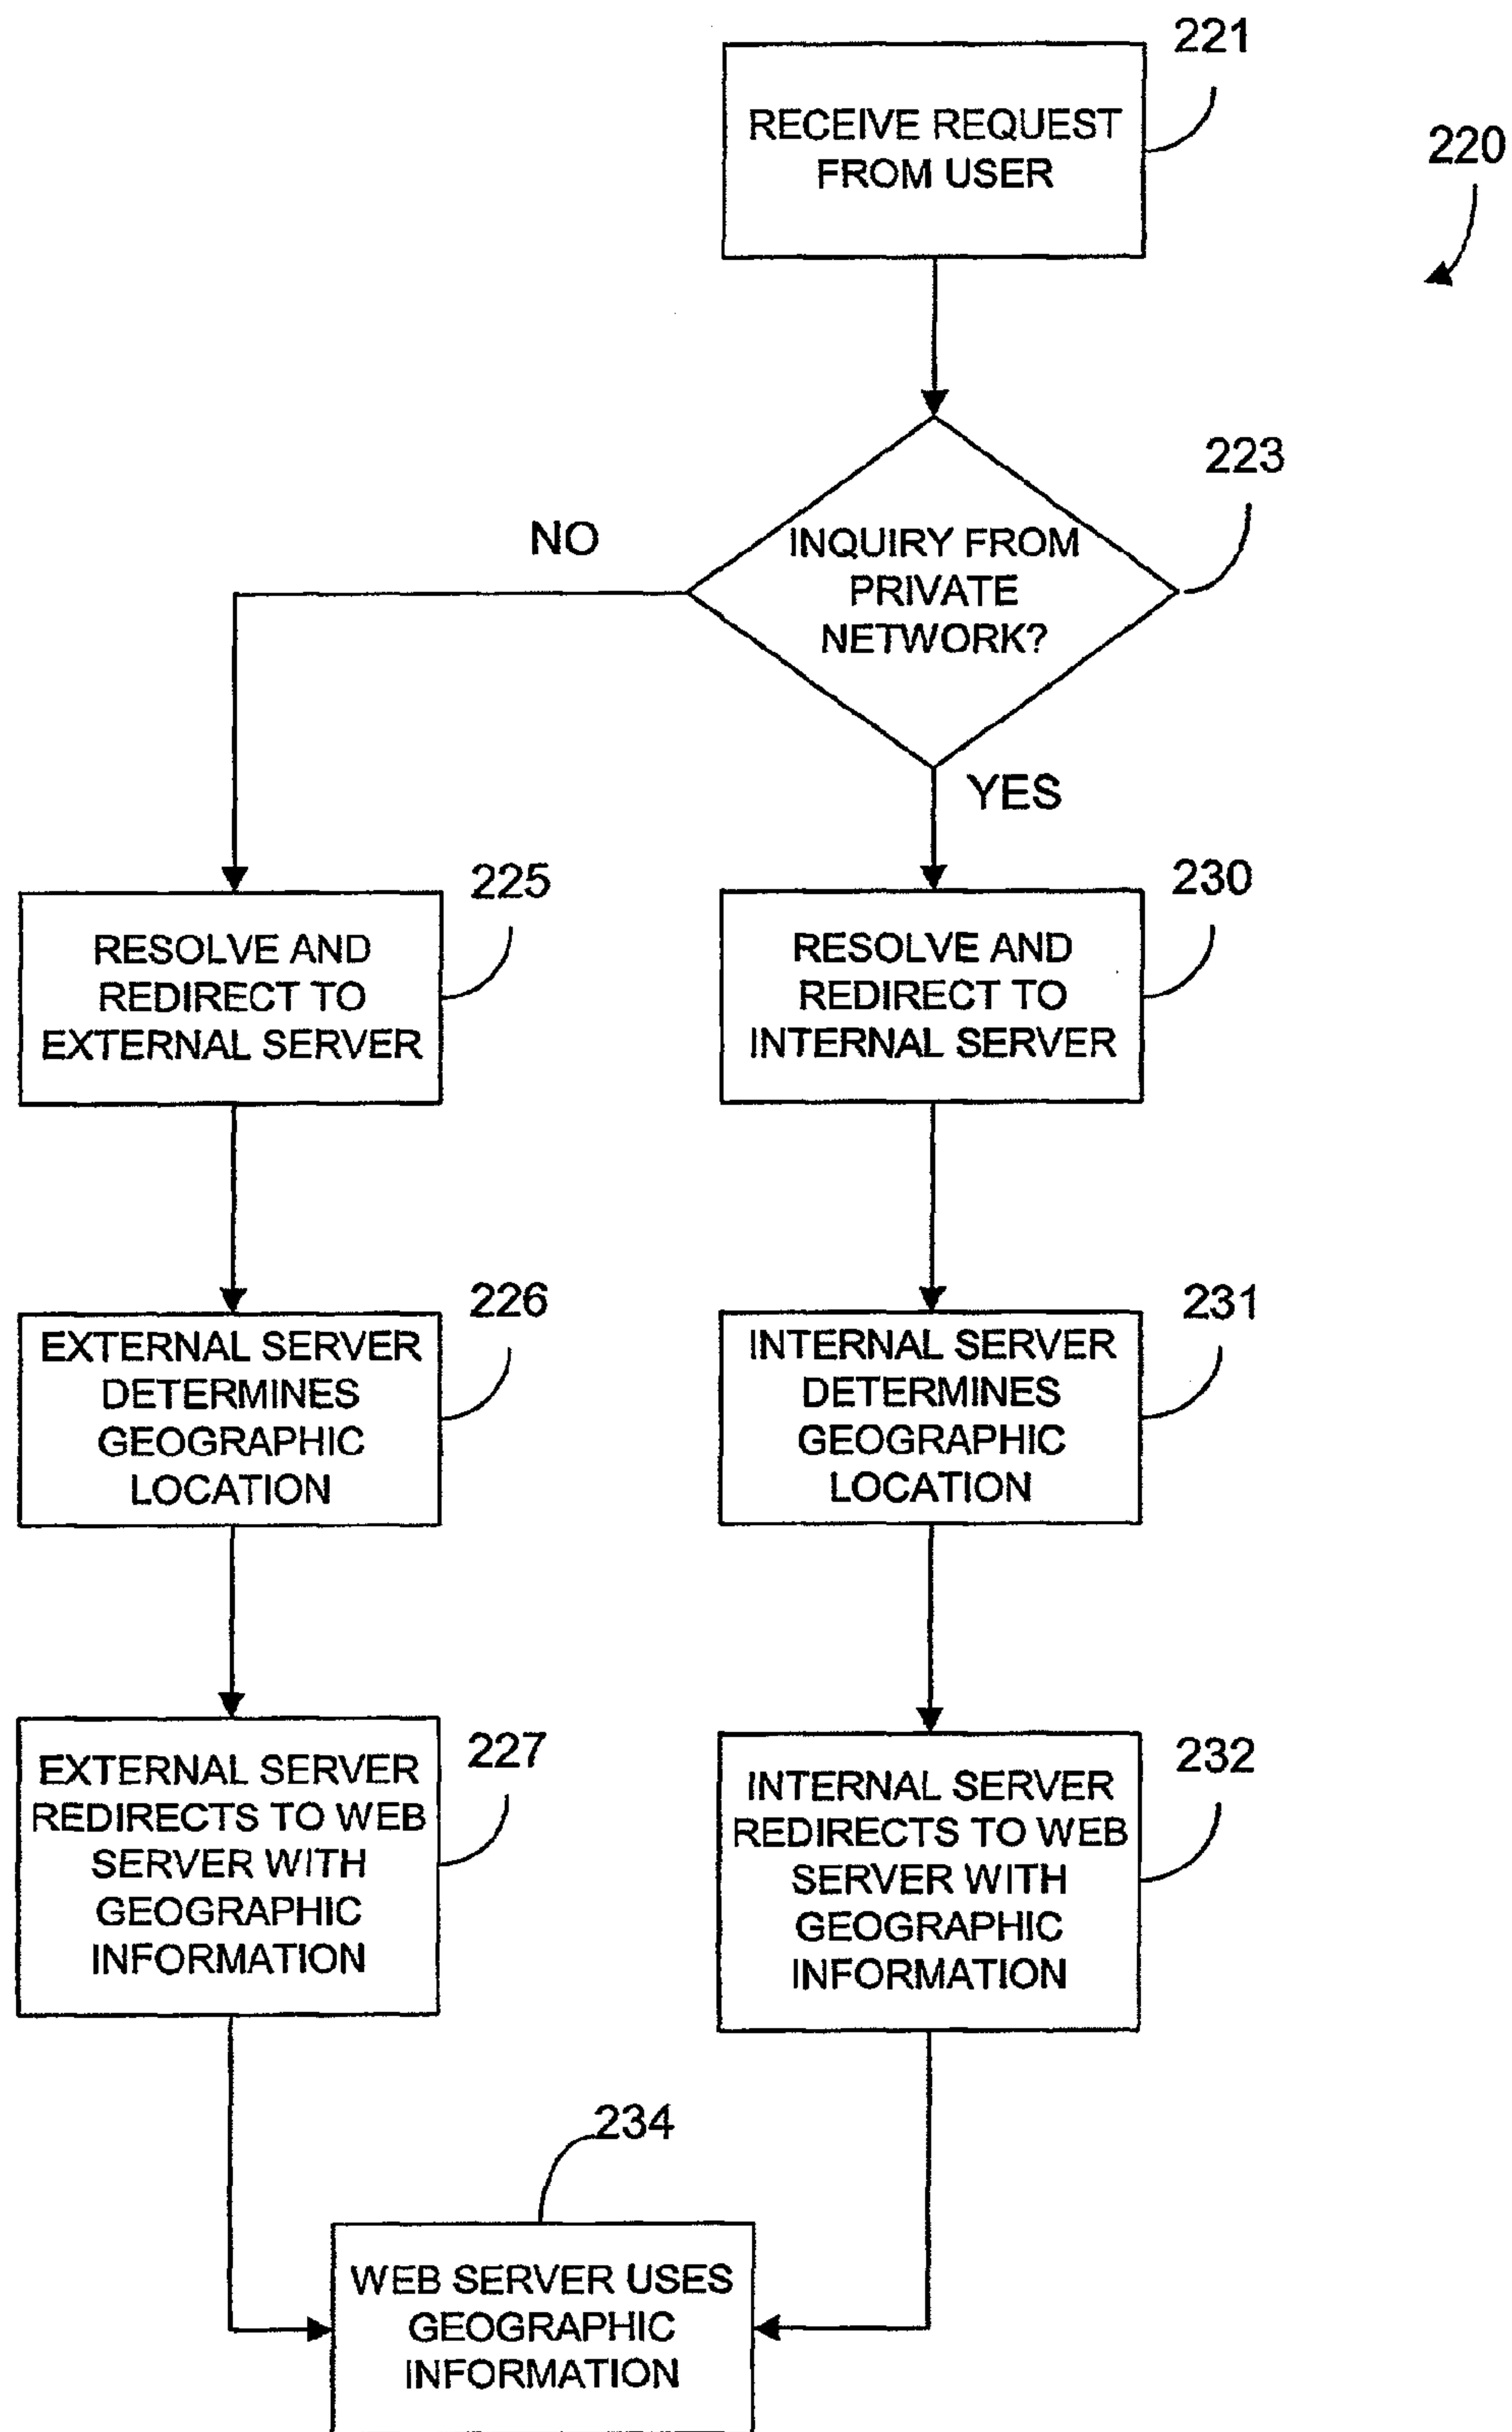 221
RECEIVE REQUEST
FROM USER
220
223
NO
INQUIRY FROM
PRIVATE
NETWORK?
YES
225
RESOLVE AND
REDIRECT TO
EXTERNAL SERVER
230
RESOLVE AND
REDIRECT TO
INTERNAL SERVER
226
EXTERNAL SERVER
DETERMINES
GEOGRAPHIC
LOCATION
231
INTERNAL SERVER
DETERMINES
GEOGRAPHIC
LOCATION
227
EXTERNAL SERVER
REDIRECTS TO WEB
SERVER WITH
GEOGRAPHIC
INFORMATION
232
INTERNAL SERVER
REDIRECTS TO WEB
SERVER WITH
GEOGRAPHIC
INFORMATION
234
WEB SERVER USES
GEOGRAPHIC
INFORMATION